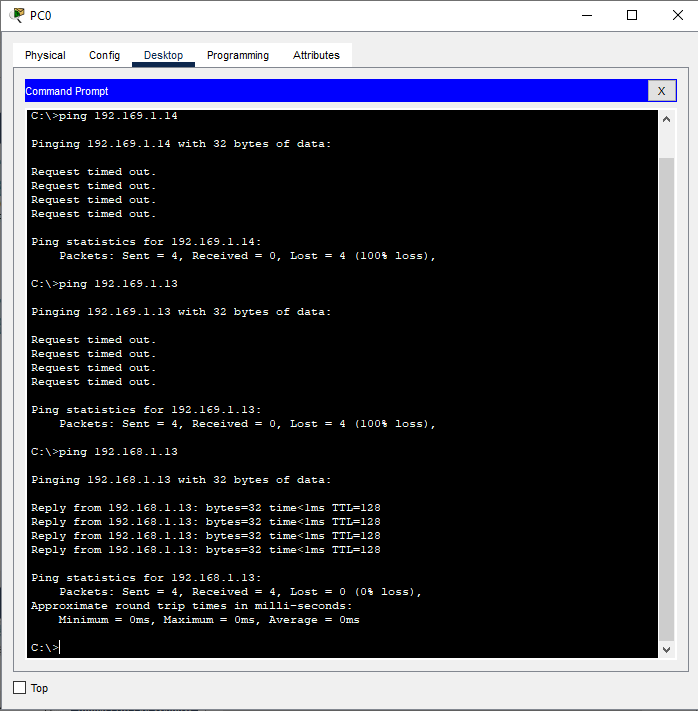 PC0
Physical Config Desktop Programming Attributes
Command Prompt X
C:\>ping 192.169.1.14
Pinging 192.169.1.14 with 32 bytes of data:
Request timed out.
Request timed out.
Request timed out.
Request timed out.
Ping statistics for 192.169.1.14:
Packets: Sent = 4, Received = 0, Lost = 4 (100% loss),
C:\>ping 192.169.1.13
Pinging 192.169.1.13 with 32 bytes of data:
Request timed out.
Request timed out.
Request timed out.
Request timed out.
Ping statistics for 192.169.1.13:
Packets: Sent = 4, Received = 0, Lost = 4 (100% loss),
C:\>ping 192.168.1.13
Pinging 192.168.1.13 with 32 bytes of data:
Reply from 192.168.1.13: bytes=32 time<1ms TTL=128
Reply from 192.168.1.13: bytes=32 time<1ms TTL=128
Reply from 192.168.1.13: bytes=32 time<1ms TTL=128
Reply from 192.168.1.13: bytes=32 time<1ms TTL=128
Ping statistics for 192.168.1.13:
Packets: Sent = 4, Received = 4, Lost = 0 (0% loss),
Approximate round trip times in milli-seconds:
Minimum = 0ms, Maximum = 0ms, Average = 0ms
C:\>
Top